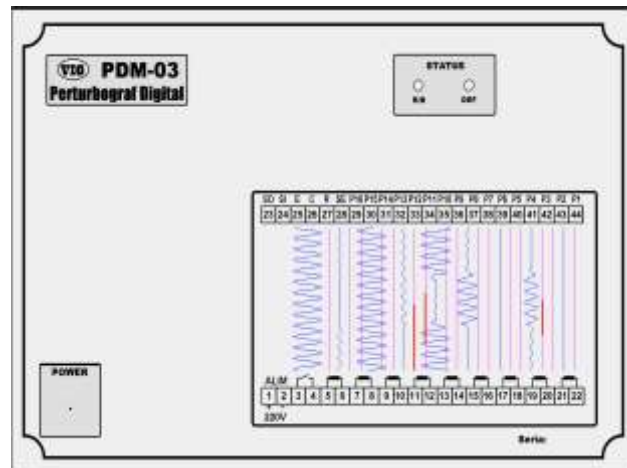 VIG PDM-03
Perturbograf Digital
STATUS
DEF
SD SI E C R SE P16 P15 P14 P13 P12 P11 P10 P9 P8 P7 P6 P5 P4 P3 P2 P1
23 24 25 26 27 28 29 30 31 32 33 34 35 36 37 38 39 40 41 42 43 44
POWER
ALIM
1 2 3 4 5 6 7 8 9 10 11 12 13 14 15 16 17 18 19 20 21 22
220V
Serie: